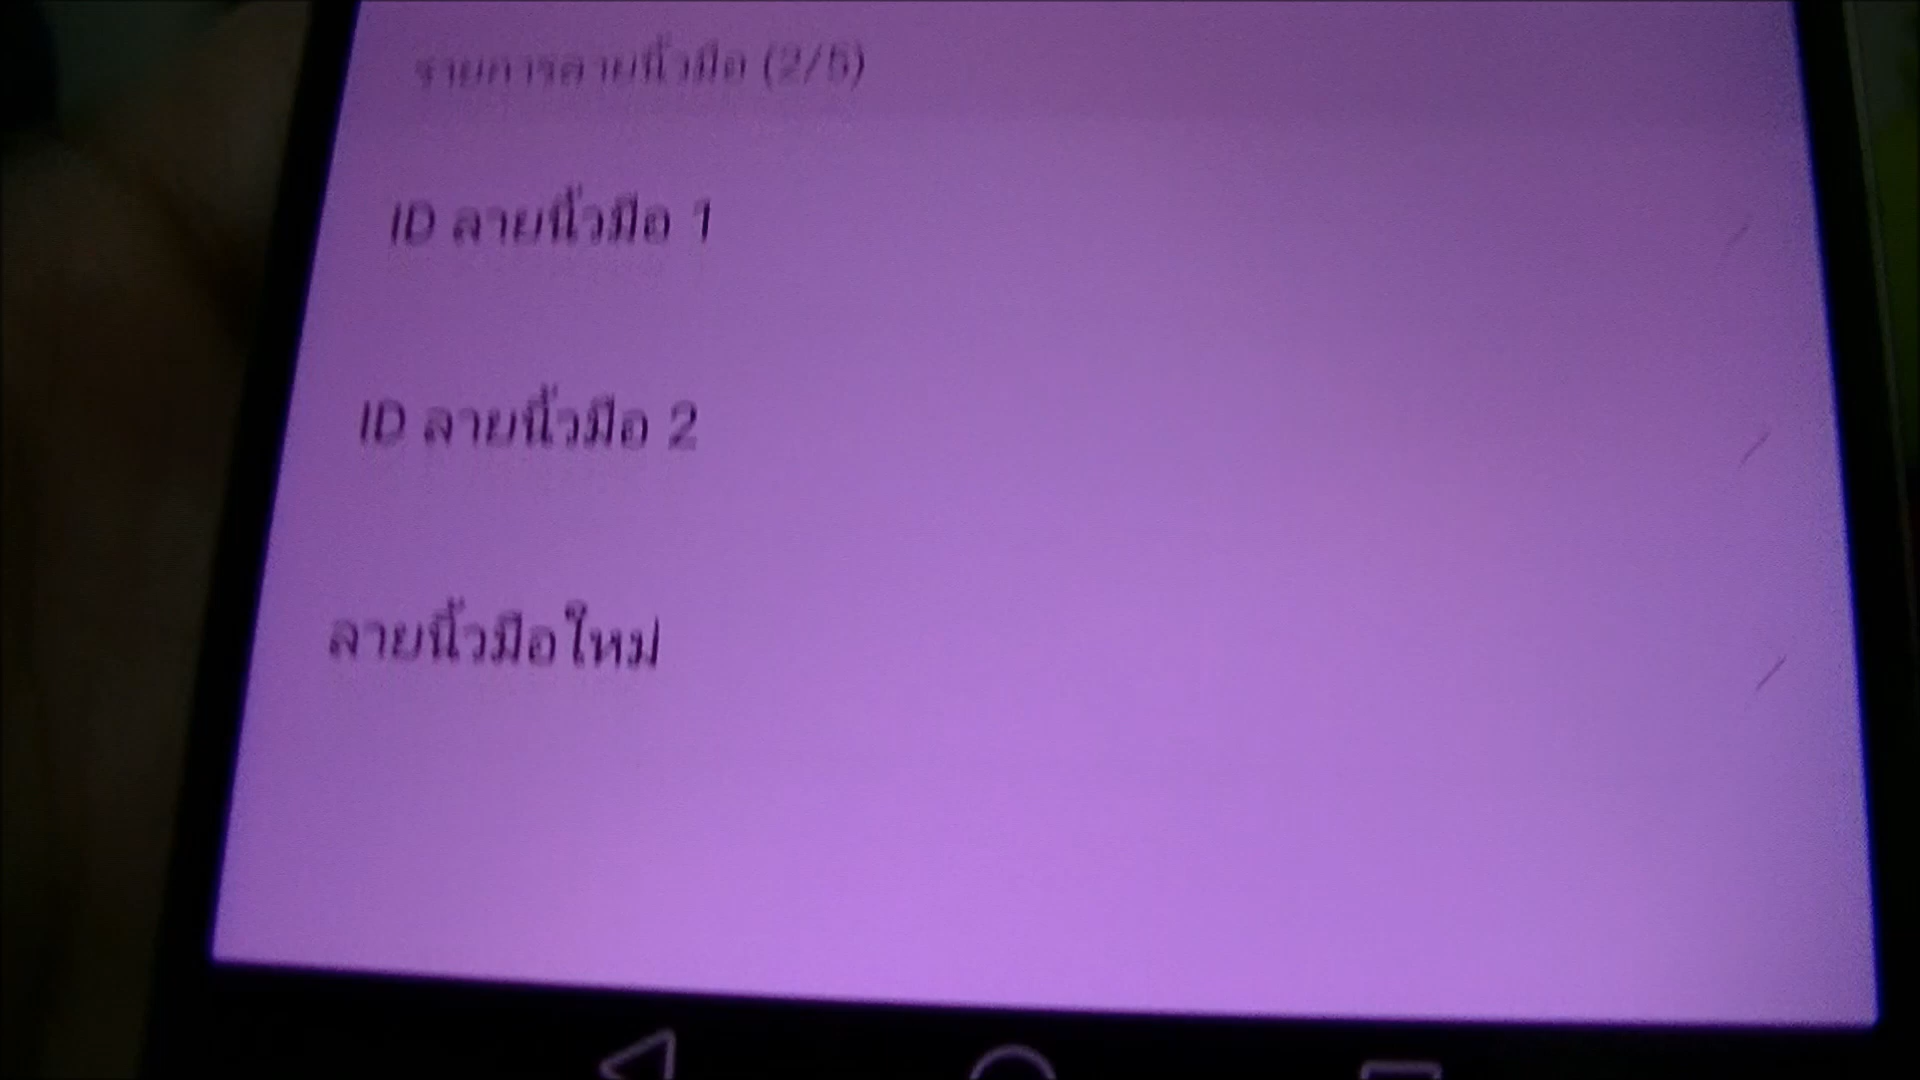 รายการลายนิ้วมือ (2/5)
ID ลายนิ้วมือ 1
ID ลายนิ้วมือ 2
ลายนิ้วมือใหม่